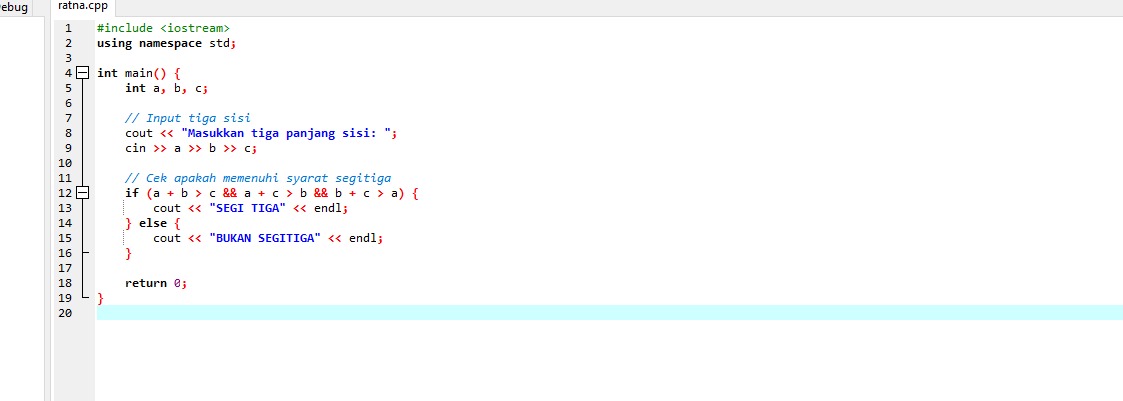 ebug
ratna.cpp
1 #include <iostream>
2 using namespace std;
3
4 int main() {
5     int a, b, c;
6
7     // Input tiga sisi
8     cout << "Masukkan tiga panjang sisi: ";
9     cin >> a >> b >> c;
10
11     // Cek apakah memenuhi syarat segitiga
12     if (a + b > c && a + c > b && b + c > a) {
13         cout << "SEGI TIGA" << endl;
14     } else {
15         cout << "BUKAN SEGITIGA" << endl;
16     }
17
18     return 0;
19 }
20